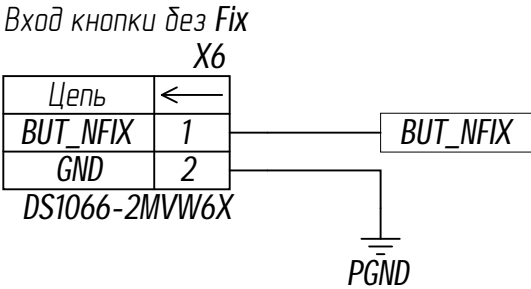 Вход кнопки без Fix
X6
Цепь
BUT_NFIX 1 BUT_NFIX
GND 2
DS1066-2MVW6X
PGND